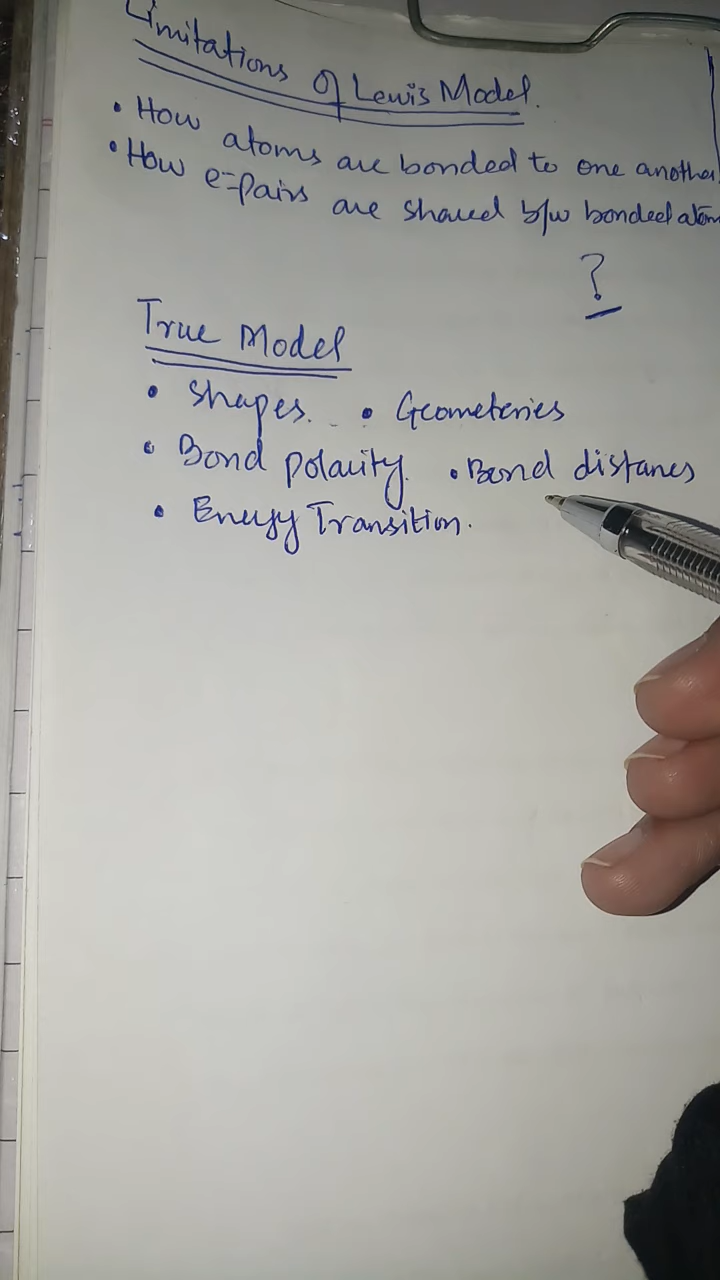 Limitations of Lewis Model.
• How atoms are bonded to one another
• How e⁻-pairs are shared b/w bonded atom
?
True Model
• Shapes. • Geometeries
• Bond polarity. • Bond distances
• Energy Transition.